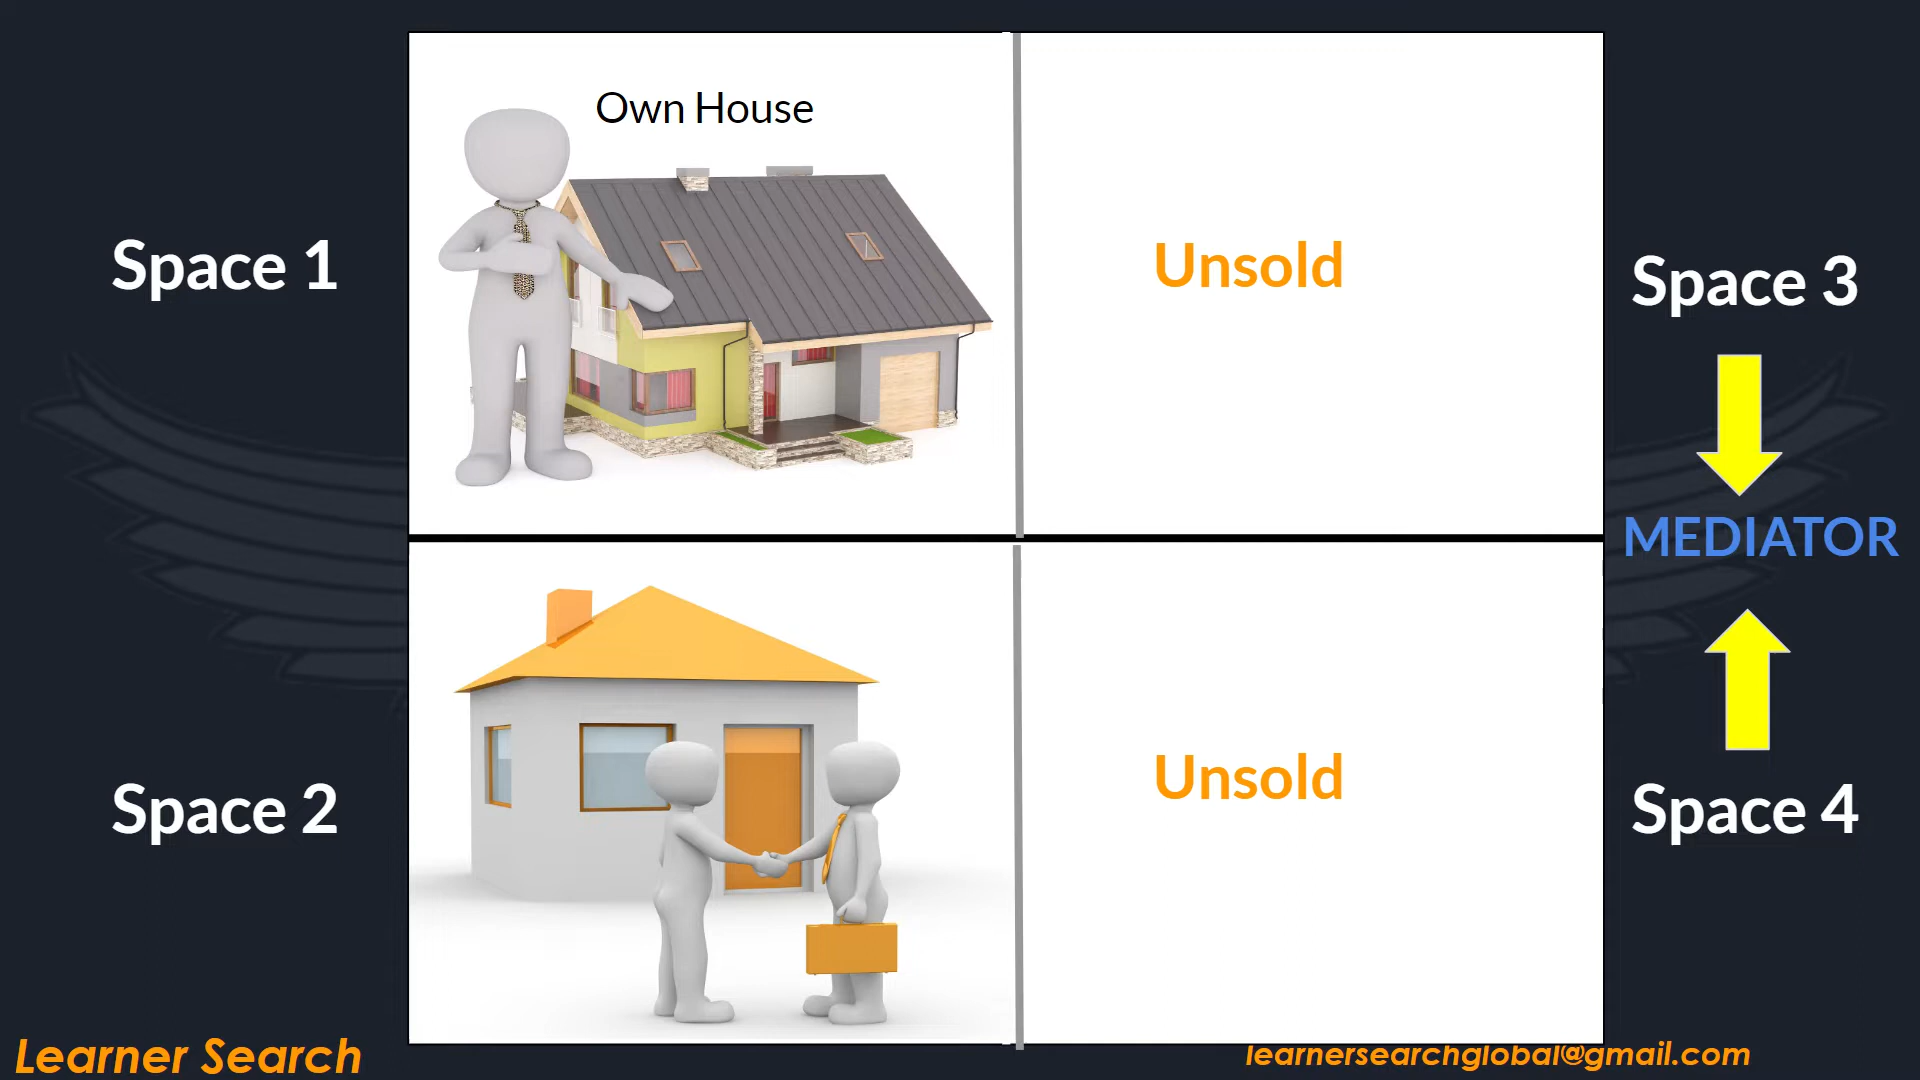 Own House
Space 1
Unsold
Space 3
MEDIATOR
Space 2
Unsold
Space 4
Learner Search
learnersearchglobal@gmail.com